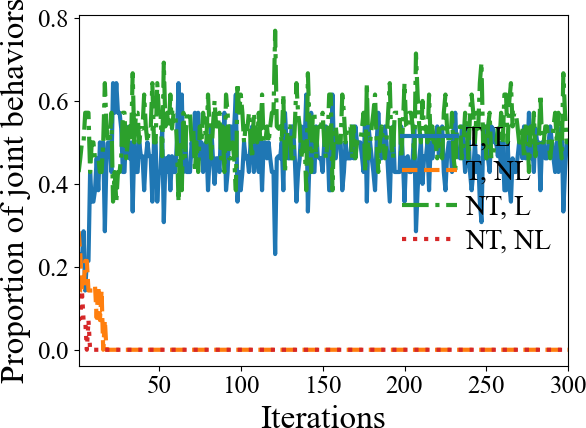 Proportion of joint behaviors
0.8
0.6
0.4
0.2
0.0
T, L
T, NL
NT, L
NT, NL
50
100
150
200
250
300
Iterations